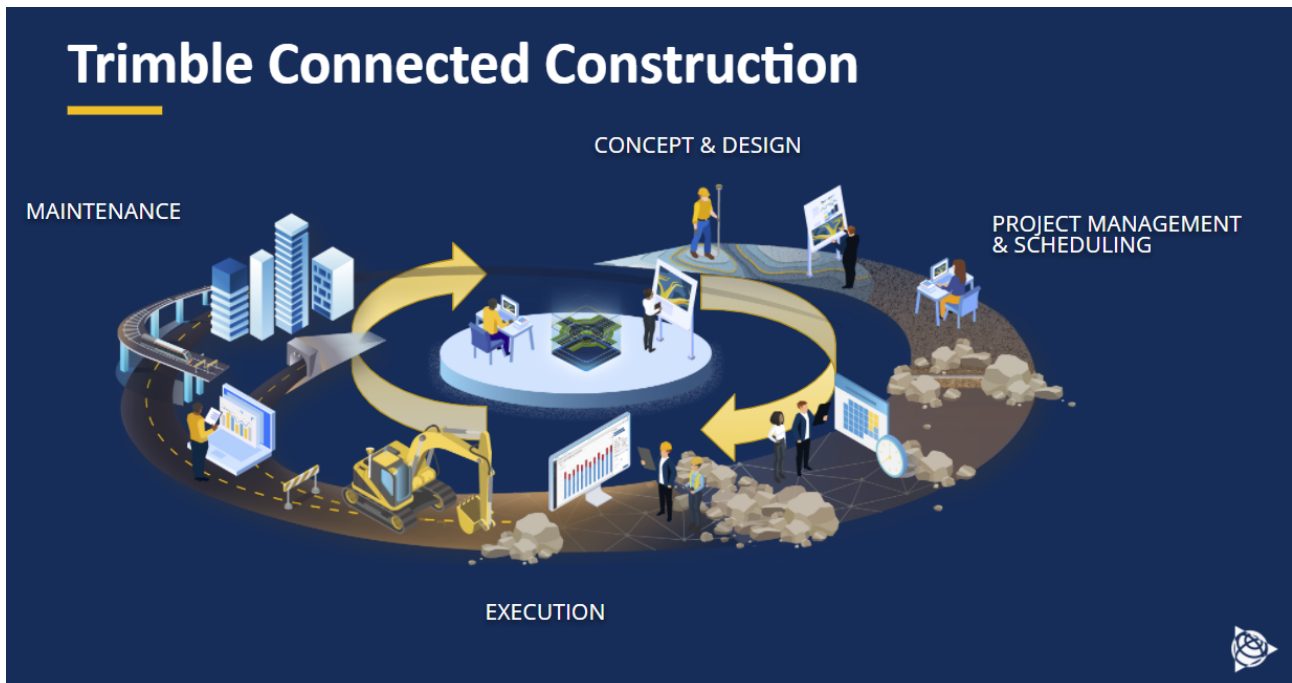 Trimble Connected Construction
CONCEPT & DESIGN
MAINTENANCE
PROJECT MANAGEMENT
& SCHEDULING
EXECUTION